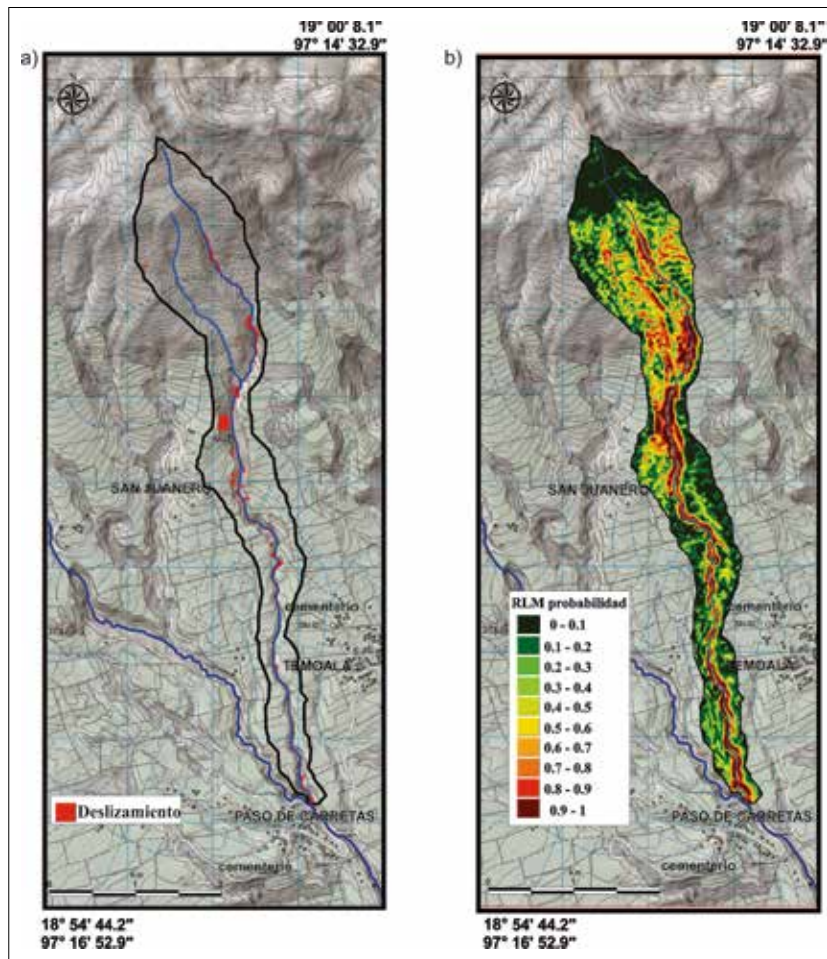 19° 00' 8.1"
97° 14' 32.9"
a)
SAN JUANERO
cementerio
TEMOALA
Deslizamiento
PASO DE CARRETAS
cementerio
18° 54' 44.2"
97° 16' 52.9"
19° 00' 8.1"
97° 14' 32.9"
b)
SAN JUANERO
RLM probabilidad
0 - 0.1
0.1 - 0.2
0.2 - 0.3
0.3 - 0.4
0.4 - 0.5
0.5 - 0.6
0.6 - 0.7
0.7 - 0.8
0.8 - 0.9
0.9 - 1
cementerio
TEMOALA
PASO DE CARRETAS
cementerio
18° 54' 44.2"
97° 16' 52.9"